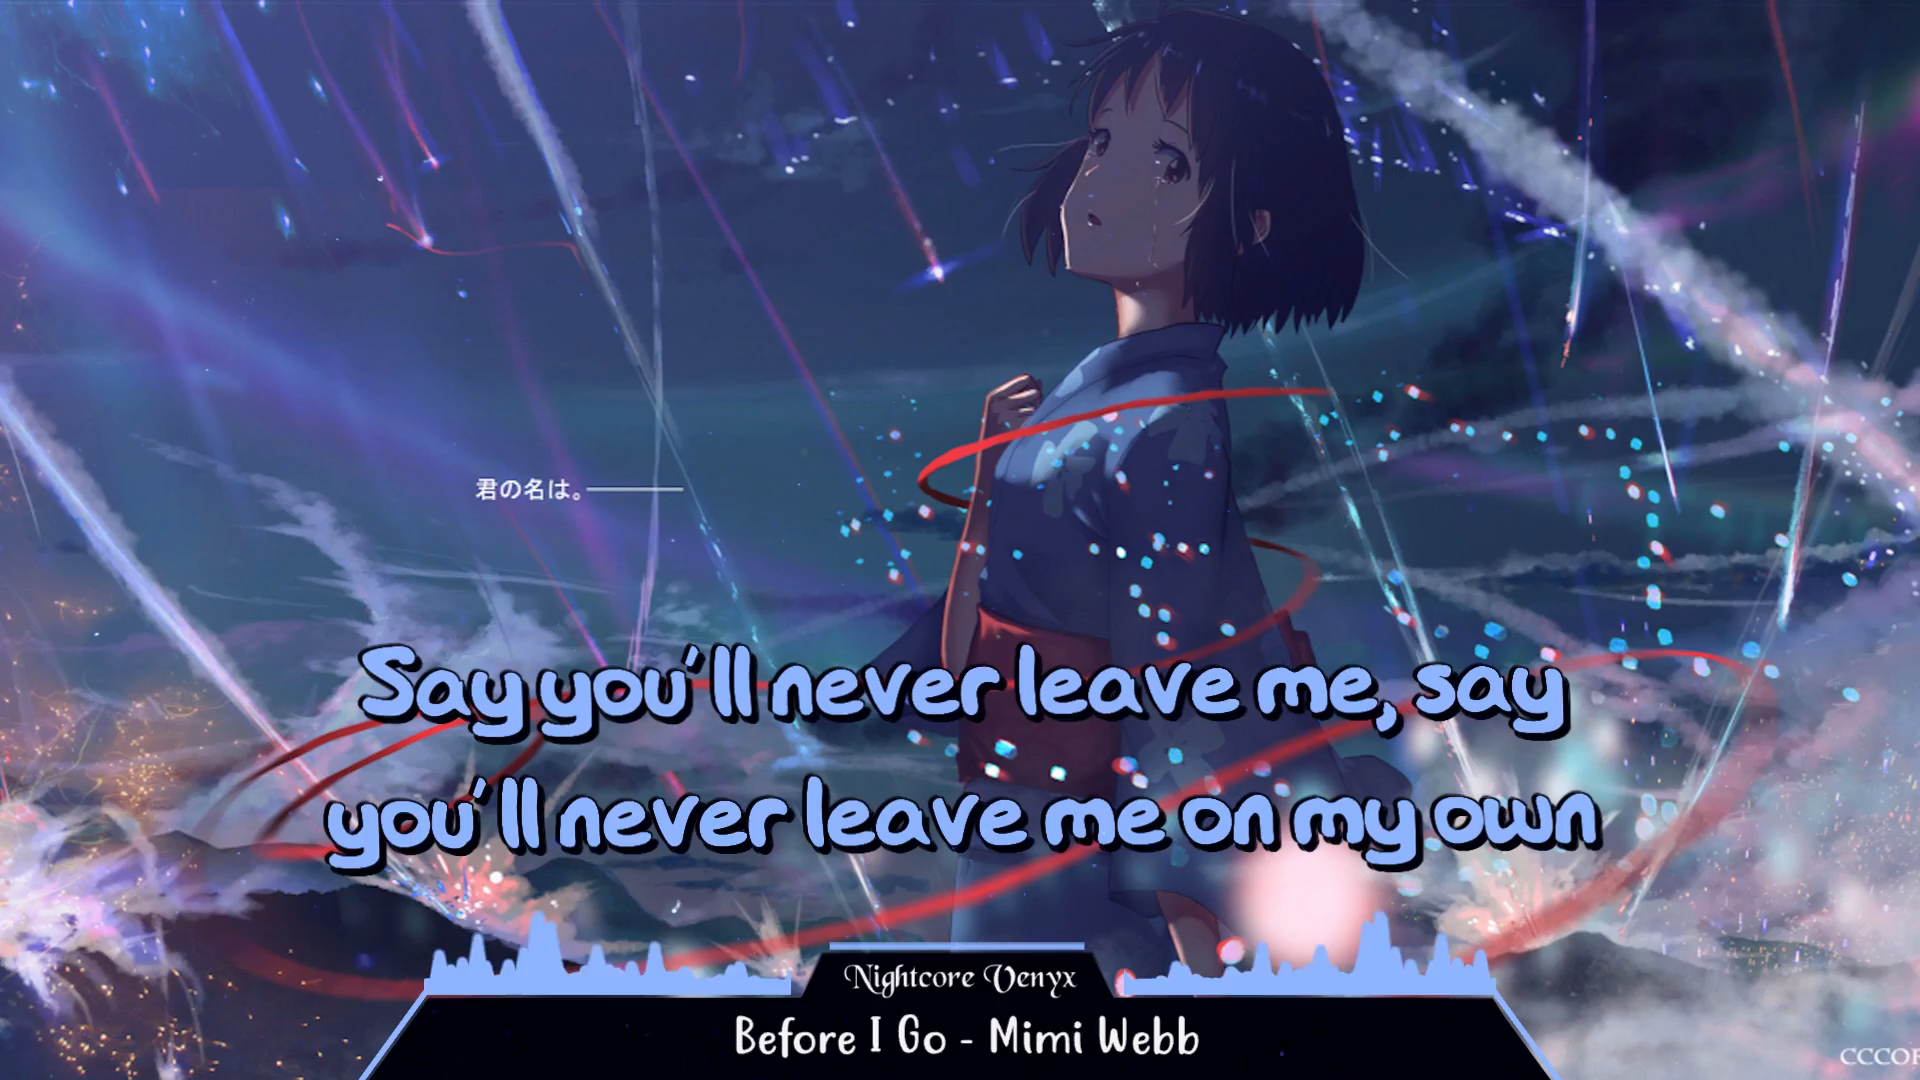 君の名は。
Say you'll never leave me, say
you'll never leave me on my own
Nightcore Venyx
Before I Go - Mimi Webb